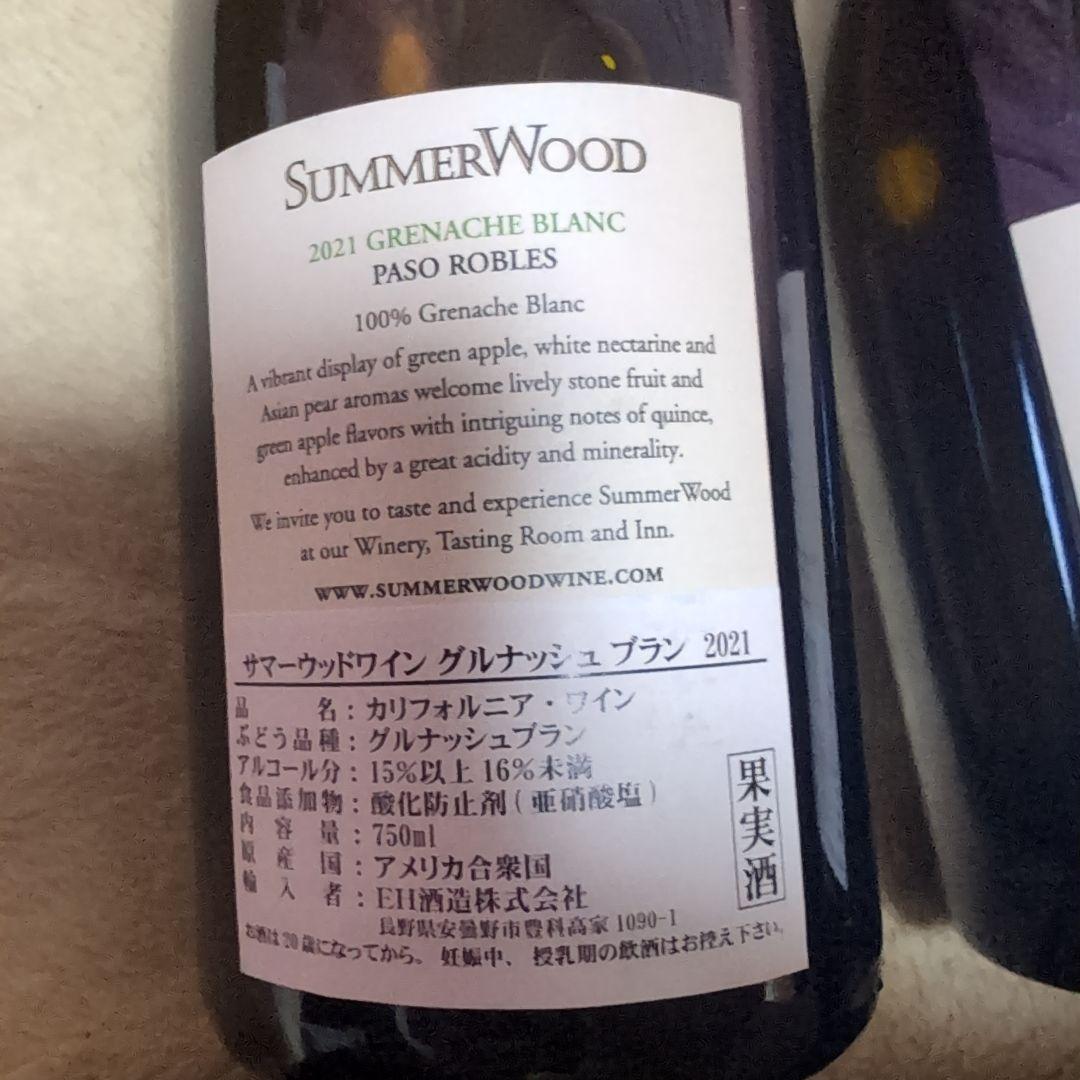 SUMMERWOOD
2021 GRENACHE BLANC
PASO ROBLES
100% Grenache Blanc
A vibrant display of green apple, white nectarine and
Asian pear aromas welcome lively stone fruit and
green apple flavors with intriguing notes of quince,
enhanced by a great acidity and minerality.
We invite you to taste and experience SummerWood
at our Winery, Tasting Room and Inn.
WWW.SUMMERWOODWINE.COM
サマーウッドワイン グルナッシュ ブラン 2021
品名：カリフォルニア・ワイン
ぶどう品種：グルナッシュブラン
アルコール分：15%以上 16%未満
食品添加物：酸化防止剤（亜硝酸塩）
内容量：750ml
原産国：アメリカ合衆国
輸入者：EH酒造株式会社
長野県安曇野市豊科高家 1090-1
お酒は20歳になってから。 妊娠中、 授乳期の飲酒はお控え下さい。
果実酒